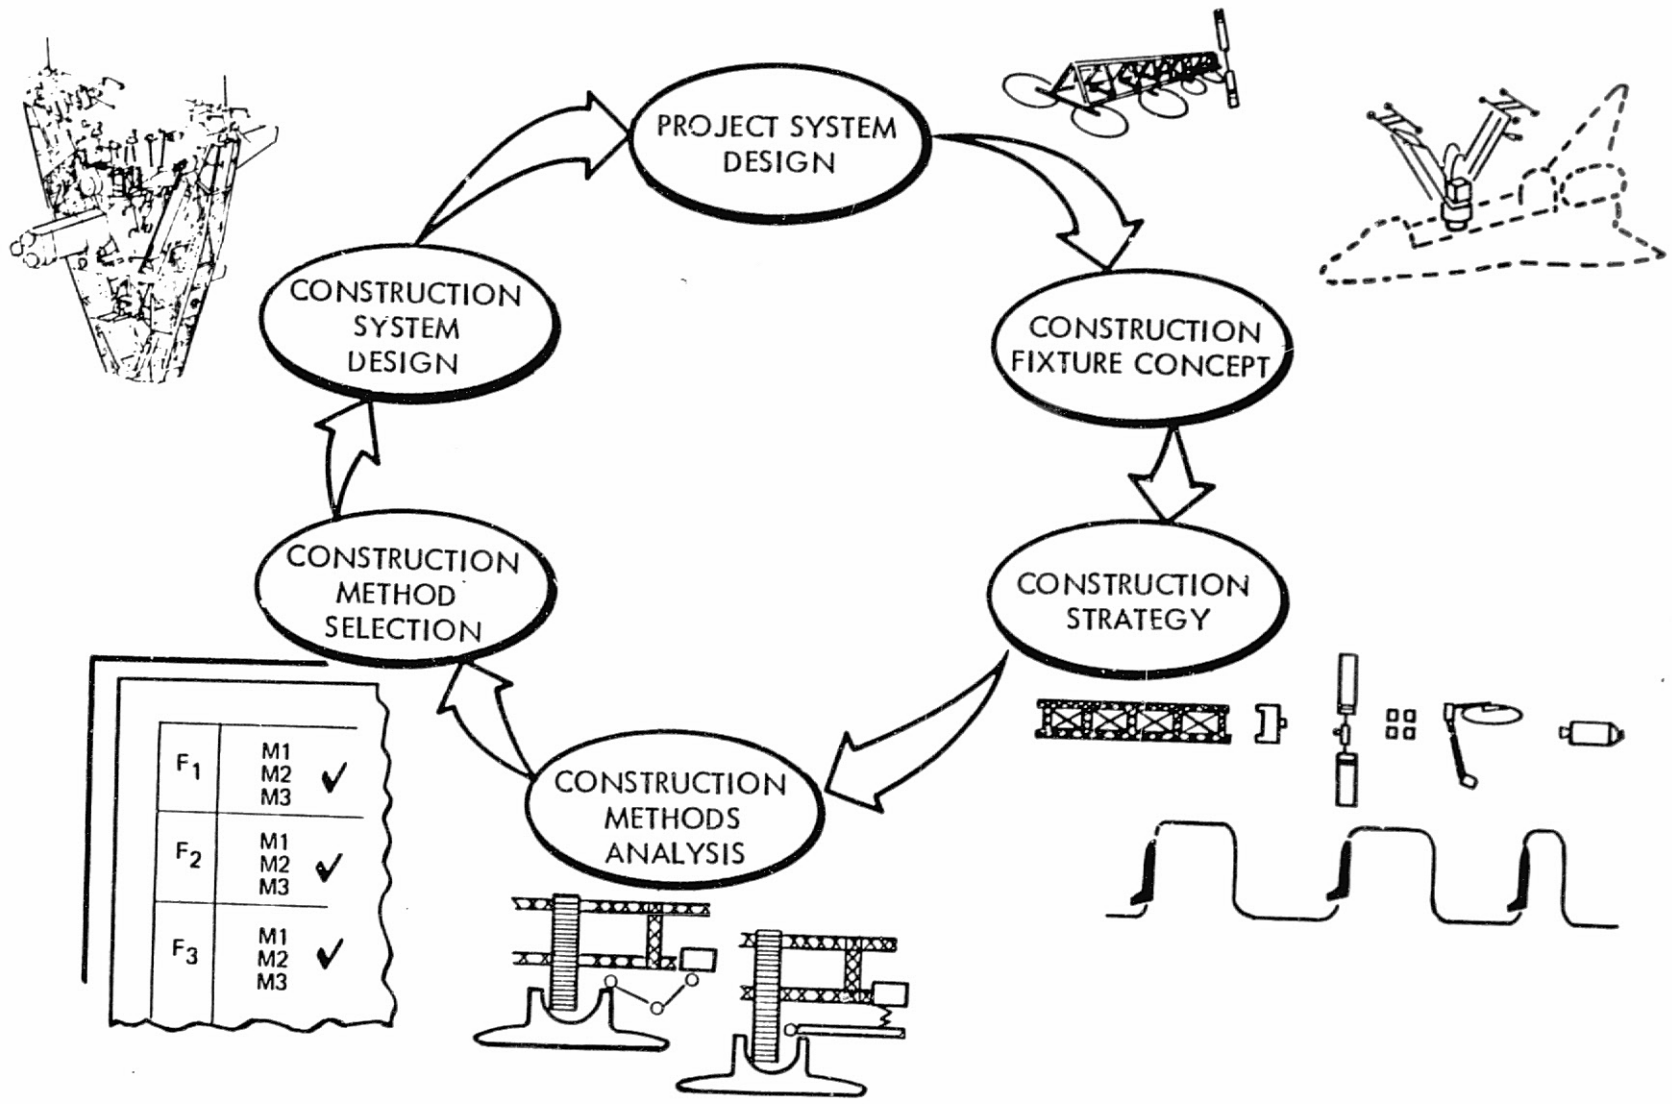 PROJECT SYSTEM
DESIGN
CONSTRUCTION
FIXTURE CONCEPT
CONSTRUCTION
STRATEGY
CONSTRUCTION
METHODS
ANALYSIS
CONSTRUCTION
METHOD
SELECTION
CONSTRUCTION
SYSTEM
DESIGN
F1
M1
M2 ✓
M3
F2
M1
M2 ✓
M3
F3
M1
M2 ✓
M3